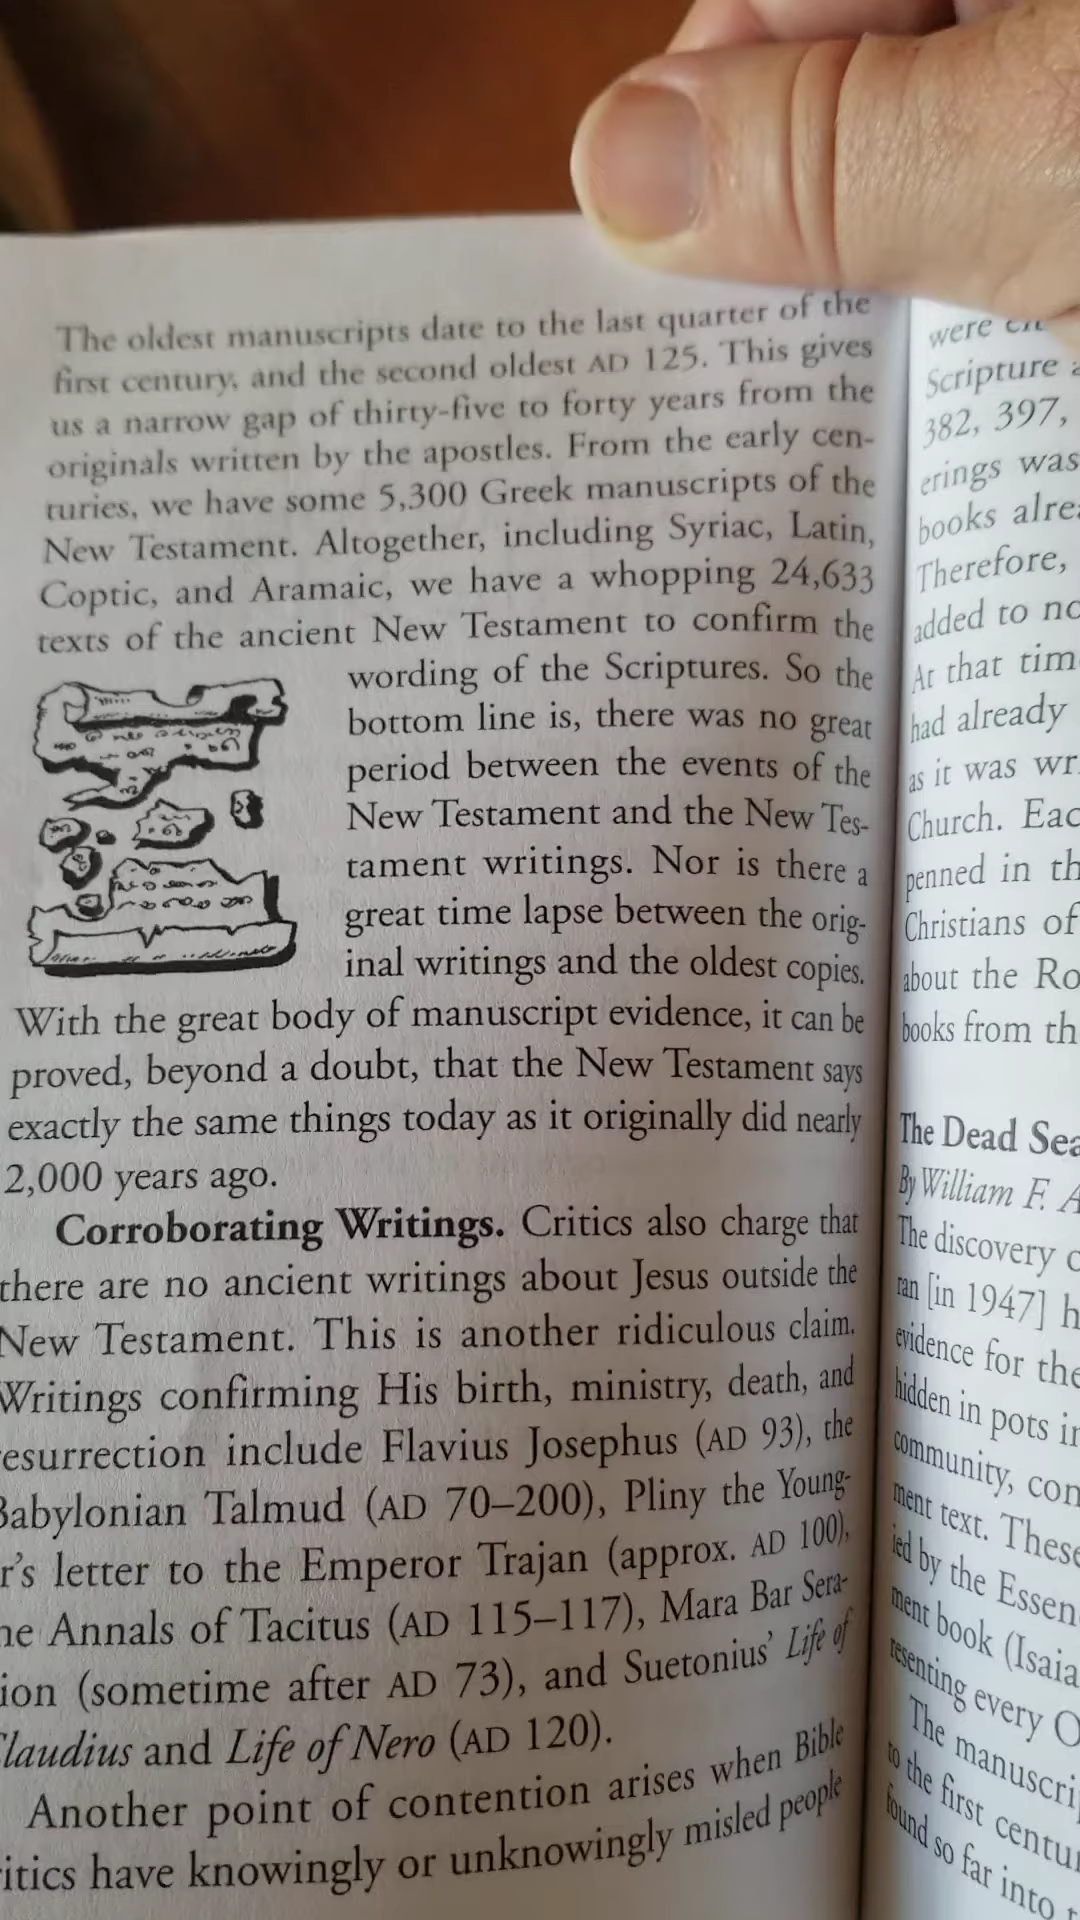 The oldest manuscripts date to the last quarter of the
first century, and the second oldest AD 125. This gives
us a narrow gap of thirty-five to forty years from the
originals written by the apostles. From the early cen-
turies, we have some 5,300 Greek manuscripts of the
New Testament. Altogether, including Syriac, Latin,
Coptic, and Aramaic, we have a whopping 24,633
texts of the ancient New Testament to confirm the
wording of the Scriptures. So the
bottom line is, there was no great
period between the events of the
New Testament and the New Tes-
tament writings. Nor is there a
great time lapse between the orig-
inal writings and the oldest copies.
With the great body of manuscript evidence, it can be
proved, beyond a doubt, that the New Testament says
exactly the same things today as it originally did nearly
2,000 years ago.
Corroborating Writings. Critics also charge that
there are no ancient writings about Jesus outside the
New Testament. This is another ridiculous claim.
Writings confirming His birth, ministry, death, and
esurrection include Flavius Josephus (AD 93), the
Babylonian Talmud (AD 70–200), Pliny the Young-
r's letter to the Emperor Trajan (approx. AD 100),
he Annals of Tacitus (AD 115–117), Mara Bar Sera-
ion (sometime after AD 73), and Suetonius' Life of
Claudius and Life of Nero (AD 120).
Another point of contention arises when Bible
ritics have knowingly or unknowingly misled people
were
Scripture
382, 397,
erings was
books alre
Therefore,
added to no
At that tim
had already
as it was wr
Church. Eac
penned in th
Christians of
about the Ro
books from th
The Dead Sea
By William F. A
The discovery o
ran [in 1947] h
evidence for the
hidden in pots in
community, con
ment text. These
ied by the Essen
ment book (Isaia
resenting every O
The manuscrip
to the first centu
found so far into